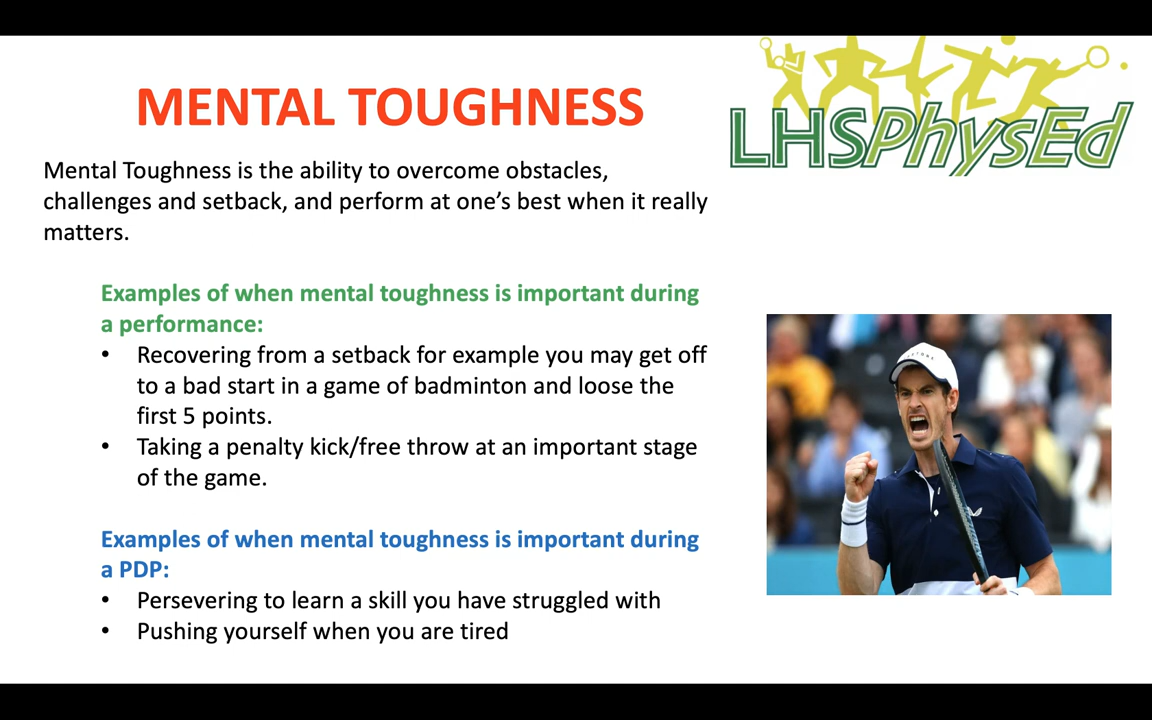 MENTAL TOUGHNESS
LHSPhysEd
Mental Toughness is the ability to overcome obstacles,
challenges and setback, and perform at one’s best when it really
matters.
Examples of when mental toughness is important during
a performance:
• Recovering from a setback for example you may get off
to a bad start in a game of badminton and loose the
first 5 points.
• Taking a penalty kick/free throw at an important stage
of the game.
Examples of when mental toughness is important during
a PDP:
• Persevering to learn a skill you have struggled with
• Pushing yourself when you are tired